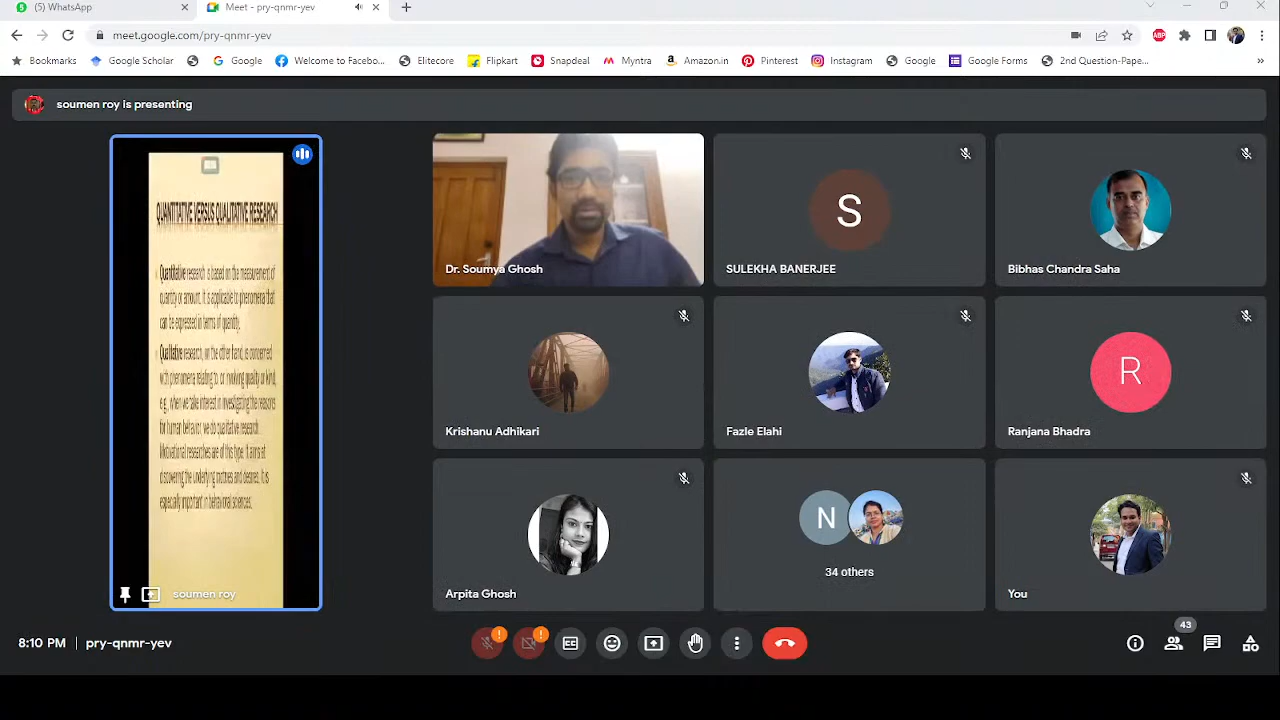 (5) WhatsApp
Meet - pry-qnmr-yev
meet.google.com/pry-qnmr-yev
ABP
Bookmarks
Google Scholar
Google
Welcome to Facebo...
Elitecore
Flipkart
Snapdeal
Myntra
Amazon.in
Pinterest
Instagram
Google
Google Forms
2nd Question-Pape...
»
soumen roy is presenting
QUANTITATIVE VERSUS QUALITATIVE RESEARCH
Quantitative research is based on the measurement of
quantity or amount. It is applicable to phenomena that
can be expressed in terms of quantity.
Qualitative research, on the other hand, is concerned
with phenomena relating to or involving quality or kind,
e.g., when we take interest in investigating the reasons
for human behavior, we do qualitative research.
Motivational researches are of this type. It aims at
discovering the underlying motives and desires. It is
especially important in behavioral sciences.
soumen roy
Dr. Soumya Ghosh
S
SULEKHA BANERJEE
Bibhas Chandra Saha
Krishanu Adhikari
Fazle Elahi
R
Ranjana Bhadra
Arpita Ghosh
N
34 others
You
8:10 PM
pry-qnmr-yev
43